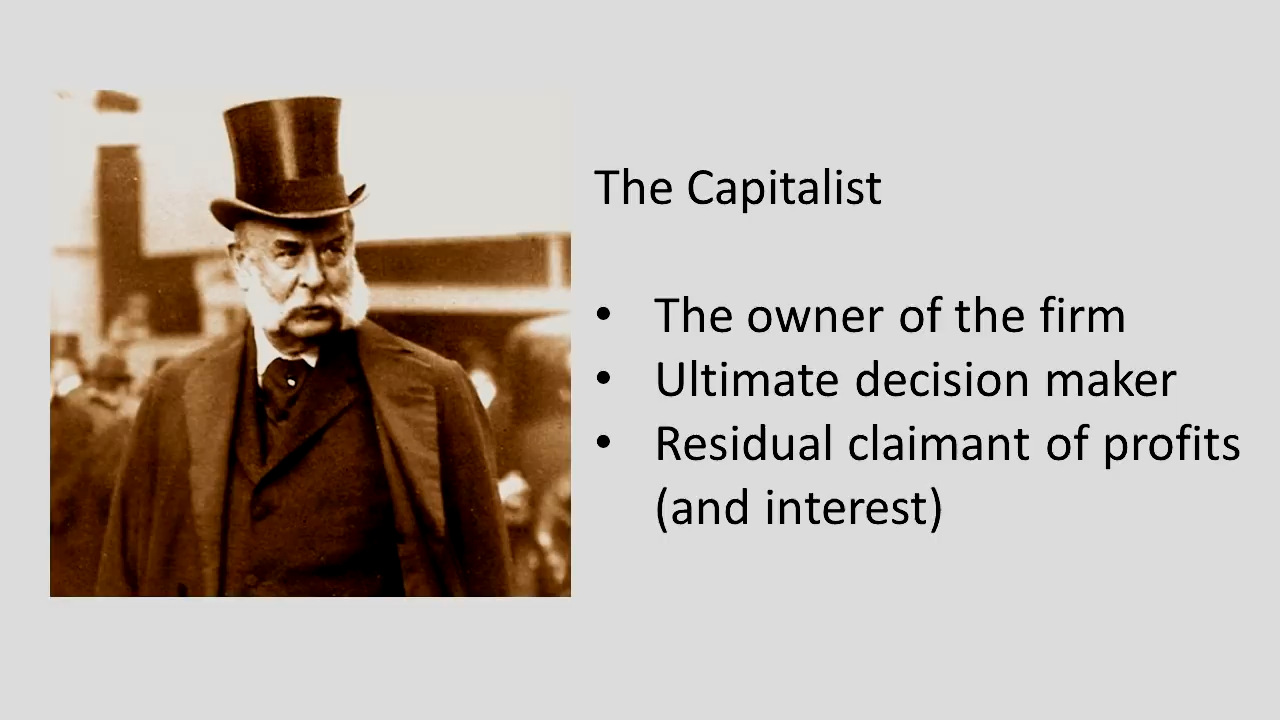 The Capitalist
• The owner of the firm
• Ultimate decision maker
• Residual claimant of profits
(and interest)